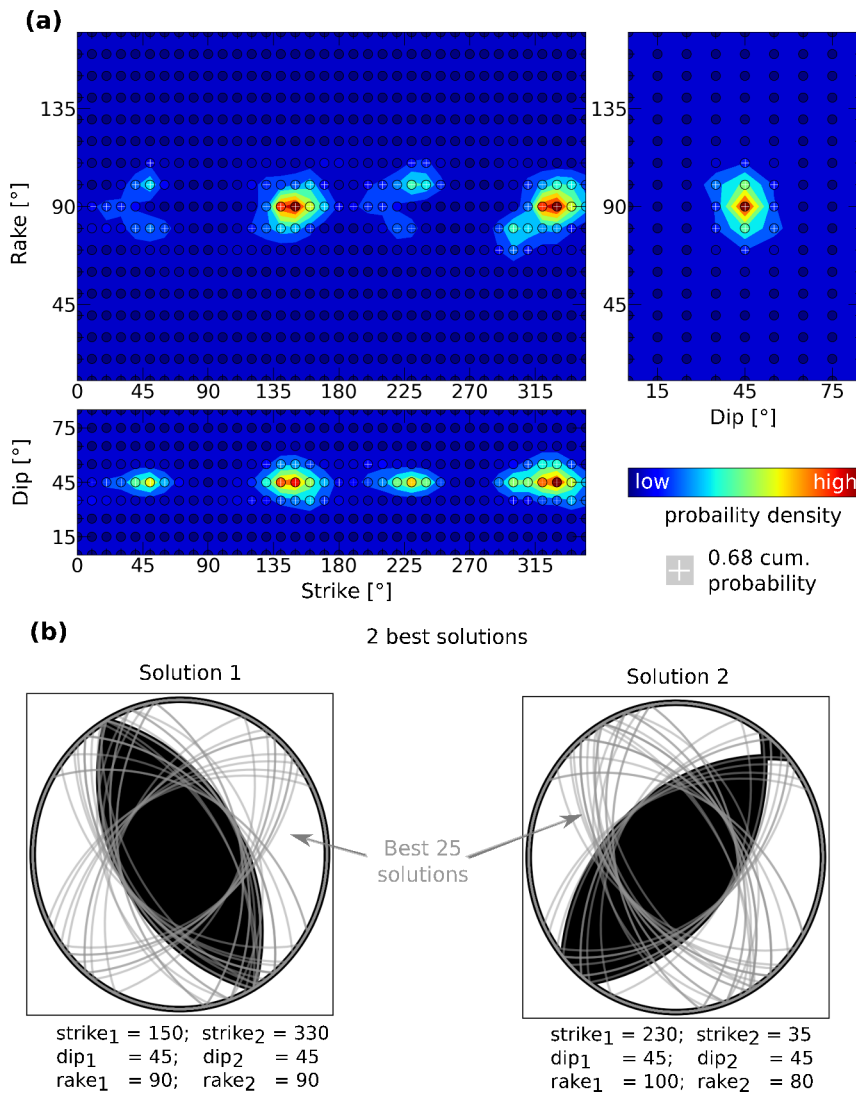 (a)
Rake [°]
135
90
45
0 45 90 135 180 225 270 315
135
90
45
15 45 75
Dip [°]
Dip [°]
75
45
15
0 45 90 135 180 225 270 315
Strike [°]
low high
probaility density
0.68 cum.
probability
(b)
2 best solutions
Solution 1
Solution 2
Best 25
solutions
strike1 = 150; strike2 = 330
dip1 = 45; dip2 = 45
rake1 = 90; rake2 = 90
strike1 = 230; strike2 = 35
dip1 = 45; dip2 = 45
rake1 = 100; rake2 = 80